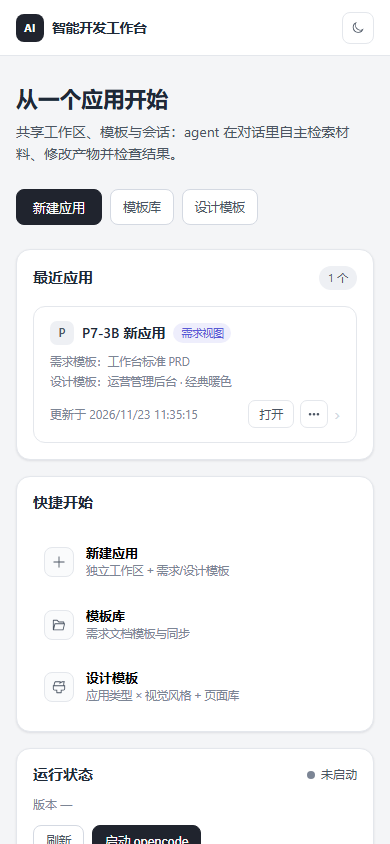 AI 智能开发工作台
从一个应用开始
共享工作区、模板与会话：agent 在对话里自主检索材
料、修改产物并检查结果。
新建应用 模板库 设计模板
最近应用 1 个
P P7-3B 新应用 需求视图
需求模板：工作台标准 PRD
设计模板：运营管理后台 · 经典暖色
更新于 2026/11/23 11:35:15 打开 ···
快捷开始
新建应用
独立工作区 + 需求/设计模板
模板库
需求文档模板与同步
设计模板
应用类型 × 视觉风格 + 页面库
运行状态 未启动
版本 —
刷新 启动 opencode